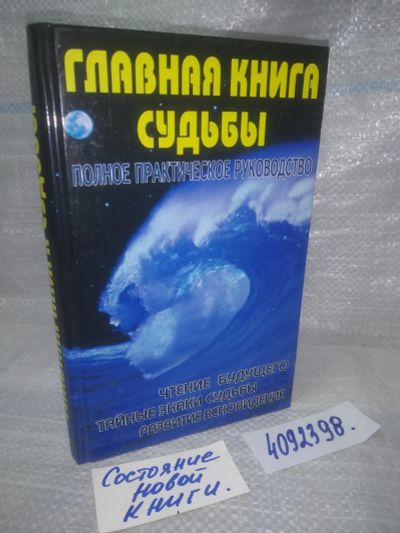 ГЛАВНАЯ КНИГА
СУДЬБЫ
ПОЛНОЕ ПРАКТИЧЕСКОЕ РУКОВОДСТВО
ЧТЕНИЕ БУДУЩЕГО
ТАЙНЫЕ ЗНАКИ СУДЬБЫ
РАЗВИТИЕ ЯСНОВИДЕНИЯ
4092398.
Состояние
новой
книги.